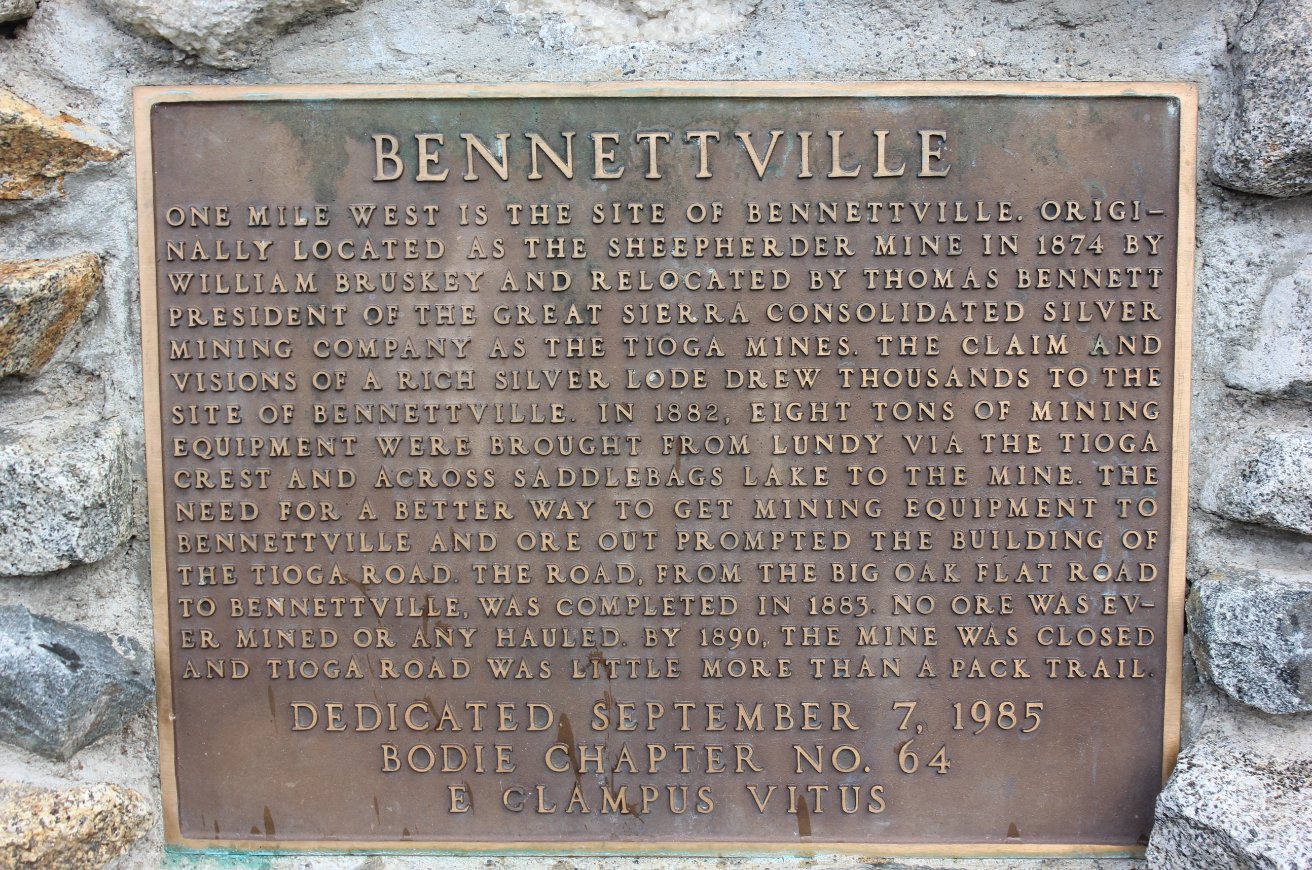 BENNETTVILLE
ONE MILE WEST IS THE SITE OF BENNETTVILLE. ORIGI-
NALLY LOCATED AS THE SHEEPHERDER MINE IN 1874 BY
WILLIAM BRUSKEY AND RELOCATED BY THOMAS BENNETT
PRESIDENT OF THE GREAT SIERRA CONSOLIDATED SILVER
MINING COMPANY AS THE TIOGA MINES. THE CLAIM AND
VISIONS OF A RICH SILVER LODE DREW THOUSANDS TO THE
SITE OF BENNETTVILLE. IN 1882, EIGHT TONS OF MINING
EQUIPMENT WERE BROUGHT FROM LUNDY VIA THE TIOGA
CREST AND ACROSS SADDLEBAGS LAKE TO THE MINE. THE
NEED FOR A BETTER WAY TO GET MINING EQUIPMENT TO
BENNETTVILLE AND ORE OUT PROMPTED THE BUILDING OF
THE TIOGA ROAD. THE ROAD, FROM THE BIG OAK FLAT ROAD
TO BENNETTVILLE, WAS COMPLETED IN 1883. NO ORE WAS EV-
ER MINED OR ANY HAULED. BY 1890, THE MINE WAS CLOSED
AND TIOGA ROAD WAS LITTLE MORE THAN A PACK TRAIL.
DEDICATED SEPTEMBER 7, 1985
BODIE CHAPTER NO. 64
E CLAMPUS VITUS